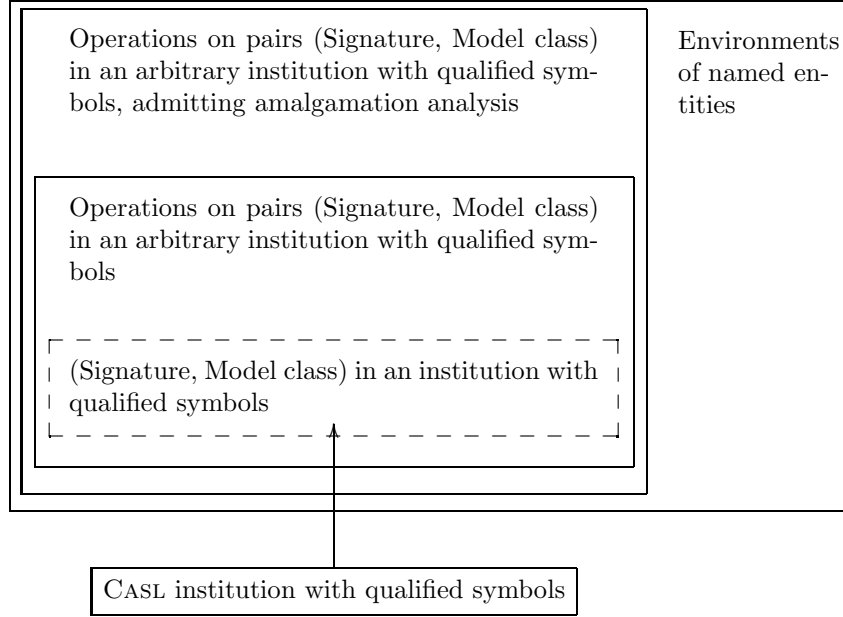 Operations on pairs (Signature, Model class)
in an arbitrary institution with qualified sym-
bols, admitting amalgamation analysis
Environments
of named en-
tities
Operations on pairs (Signature, Model class)
in an arbitrary institution with qualified sym-
bols
(Signature, Model class) in an institution with
qualified symbols
CASL institution with qualified symbols